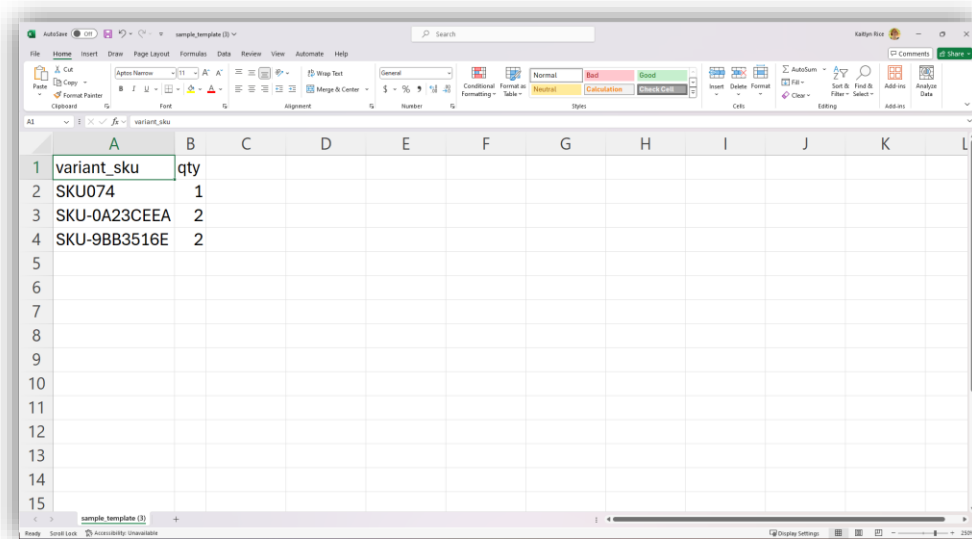 AutoSave Off sample_template (3) Search Kaitlyn Rice
File Home Insert Draw Page Layout Formulas Data Review View Automate Help Comments Share
Paste Cut Copy Format Painter Clipboard
Aptos Narrow 11 A A B I U A Font
Wrap Text Merge & Center Alignment
General $ % Number
Conditional Formatting Format as Table Normal Bad Good Neutral Calculation Check Cell Styles
Insert Delete Format Cells
AutoSum Fill Clear Sort & Filter Find & Select Editing
Add-ins Add-ins
Analyze Data
A1 fx variant_sku
A B C D E F G H I J K L
1 variant_sku qty
2 SKU074 1
3 SKU-0A23CEEA 2
4 SKU-9BB3516E 2
5
6
7
8
9
10
11
12
13
14
15
sample_template (3) +
Ready Scroll Lock Accessibility: Unavailable Display Settings